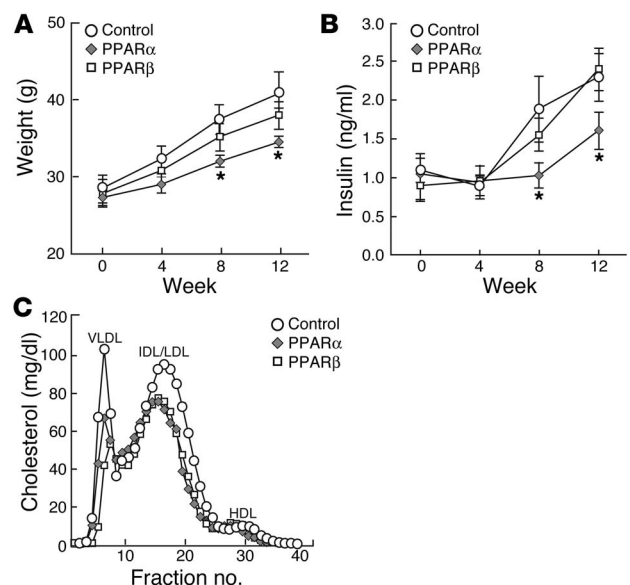 A
Control
PPARα
PPARβ
Weight (g)
50
40
30
20
0 4 8 12
Week
*
*
B
Control
PPARα
PPARβ
Insulin (ng/ml)
3.0
2.5
2.0
1.5
1.0
0.5
0.0
0 4 8 12
Week
*
*
C
Control
PPARα
PPARβ
Cholesterol (mg/dl)
120
100
80
60
40
20
0
VLDL
IDL/LDL
HDL
0 10 20 30 40
Fraction no.